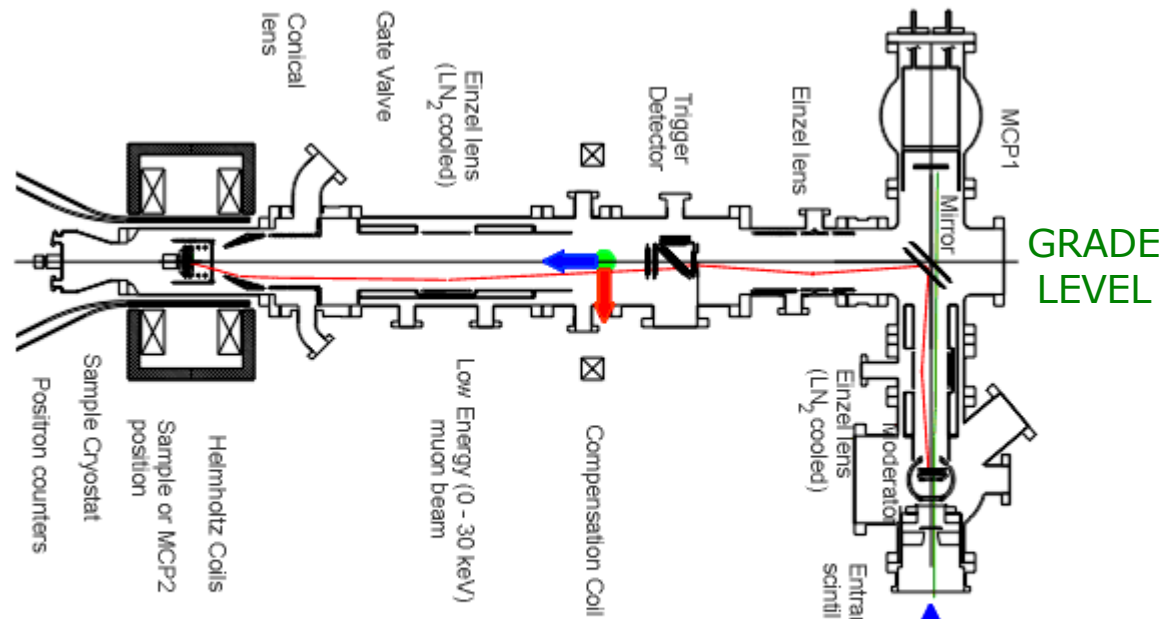 Conical
lens
Gate Valve
Einzel lens
(LN2 cooled)
Trigger
Detector
Einzel lens
MCP1
Mirror
GRADE
LEVEL
Positron counters
Sample Cryostat
Sample or MCP2
position
Helmholtz Coils
Low Energy (0 - 30 keV)
muon beam
Compensation Coil
Einzel lens
(LN2 cooled)
Moderator